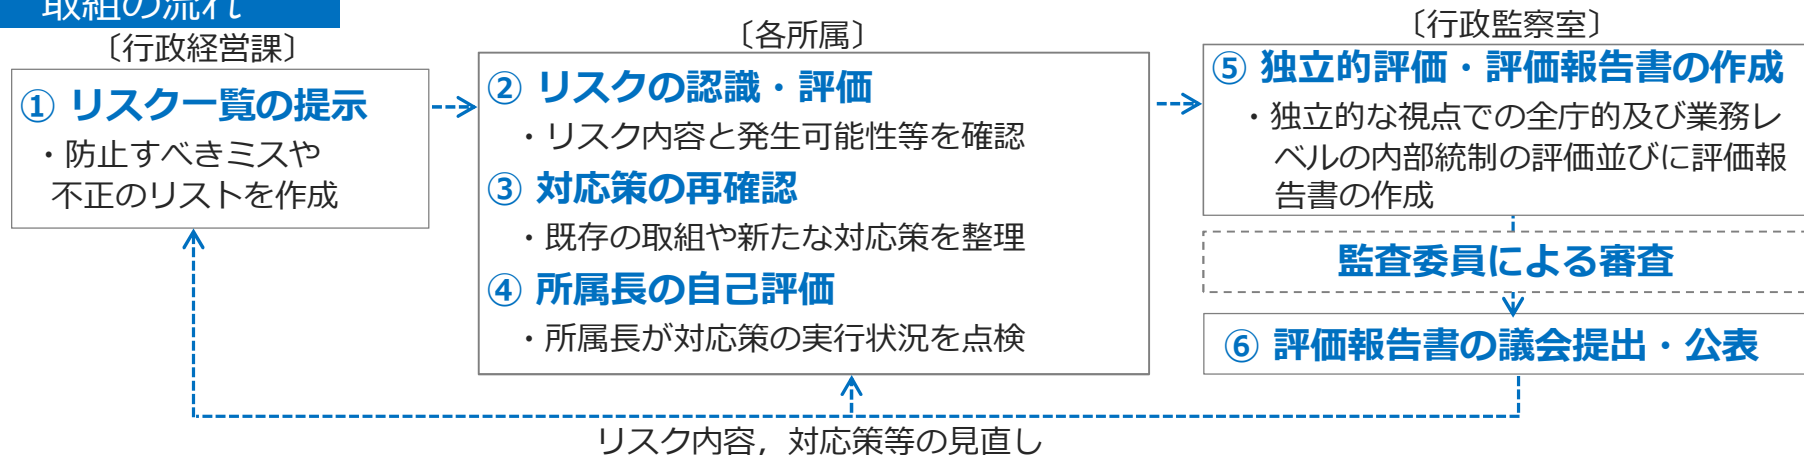 取組の流れ
〔行政経営課〕
① リスク一覧の提示
・防止すべきミスや
不正のリストを作成
〔各所属〕
② リスクの認識・評価
・リスク内容と発生可能性等を確認
③ 対応策の再確認
・既存の取組や新たな対応策を整理
④ 所属長の自己評価
・所属長が対応策の実行状況を点検
〔行政監察室〕
⑤ 独立的評価・評価報告書の作成
・独立的な視点での全庁的及び業務レ
ベルの内部統制の評価並びに評価報
告書の作成
監査委員による審査
⑥ 評価報告書の議会提出・公表
リスク内容，対応策等の見直し